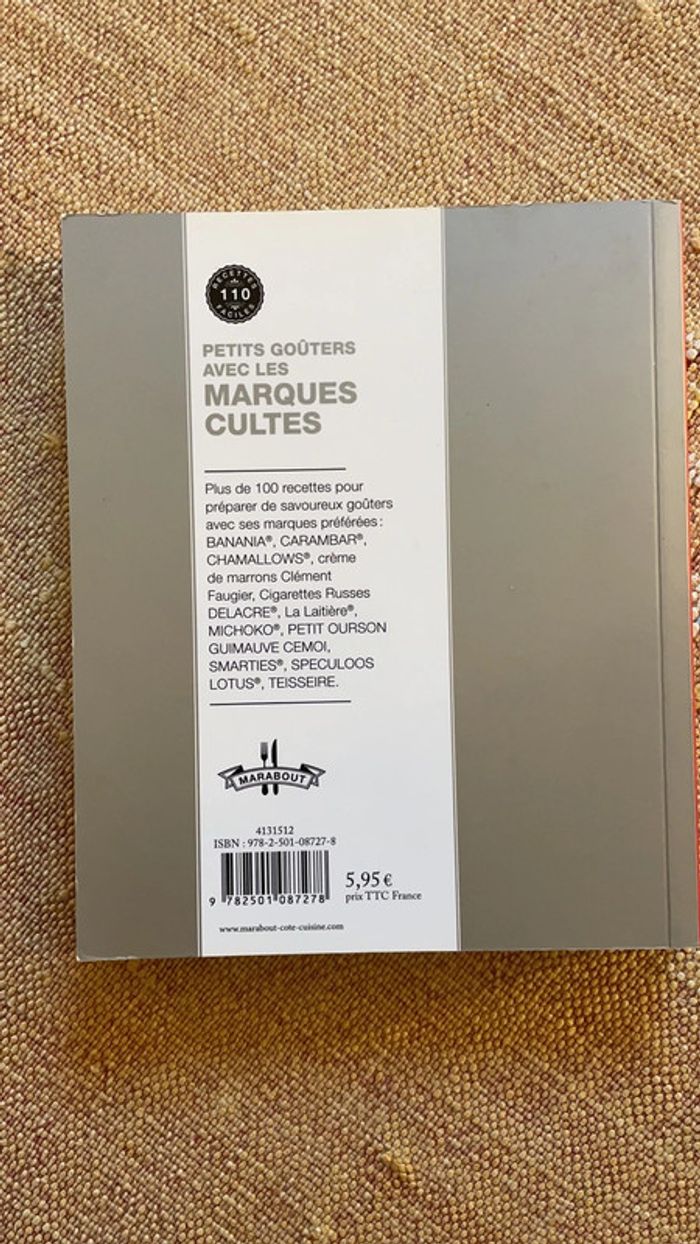 RECETTES
110
FACILES
PETITS GOÛTERS
AVEC LES
MARQUES
CULTES
Plus de 100 recettes pour
préparer de savoureux goûters
avec ses marques préférées :
BANANIA®, CARAMBAR®,
CHAMALLOWS®, crème
de marrons Clément
Faugier, Cigarettes Russes
DELACRE®, La Laitière®,
MICHOKO®, PETIT OURSON
GUIMAUVE CEMOI,
SMARTIES®, SPECULOOS
LOTUS®, TEISSEIRE.
MARABOUT
4131512
ISBN : 978-2-501-08727-8
9 782501 087278
5,95 €
prix TTC France
www.marabout-cote-cuisine.com